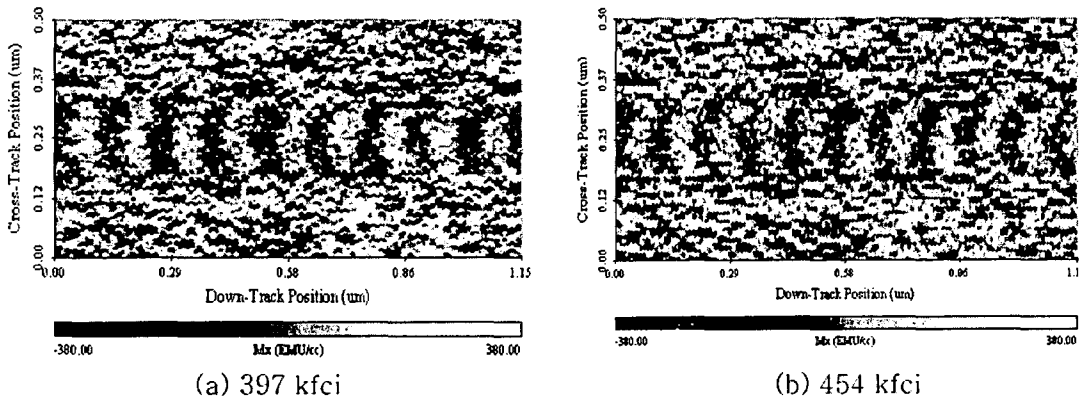 0.50
0.37
0.25
0.12
0.00
Cross-Track Position (um)
0.00 0.29 0.58 0.86 1.15
Down-Track Position (um)
-380.00 Mx (EMU/cc) 380.00
(a) 397 kfci
0.50
0.37
0.25
0.12
0.00
Cross-Track Position (um)
0.00 0.29 0.58 0.86 1.1
Down-Track Position (um)
-380.00 Mx (EMU/cc) 380.00
(b) 454 kfci